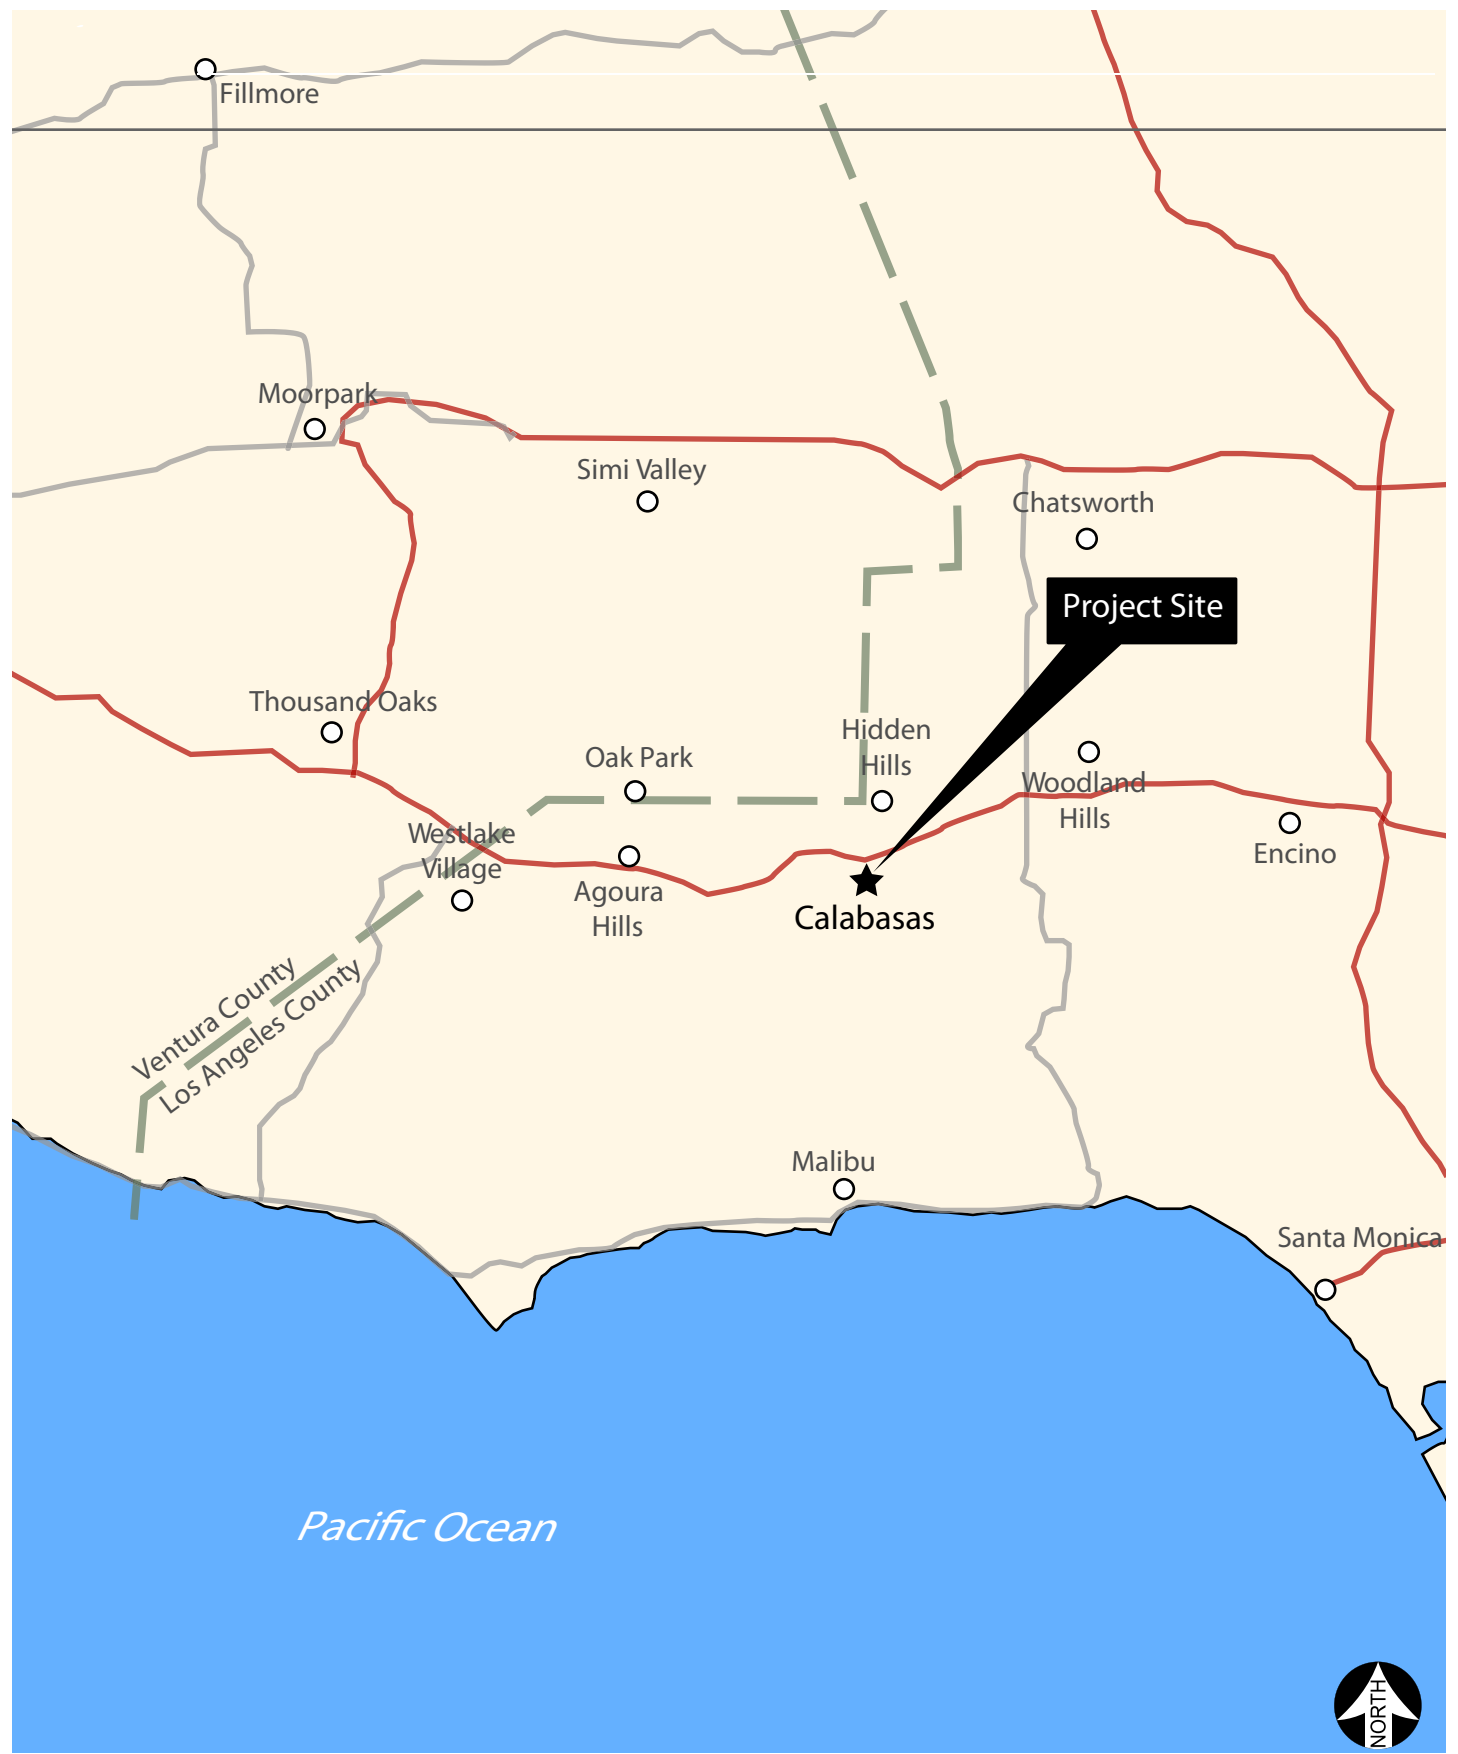 Fillmore
Moorpark
Simi Valley
Chatsworth
Project Site
Thousand Oaks
Hidden
Hills
Oak Park
Woodland
Hills
Westlake
Village
Encino
Agoura
Hills
Calabasas
Ventura County
Los Angeles County
Malibu
Santa Monica
Pacific Ocean
NORTH